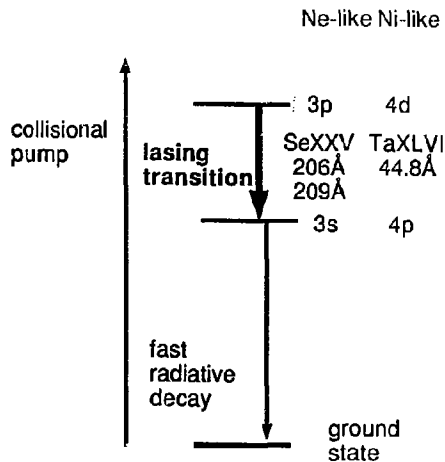 Ne-like Ni-like
3p 4d
collisional
pump
lasing
transition
SeXXV TaXLVI
206Å 44.8Å
209Å
3s 4p
fast
radiative
decay
ground
state